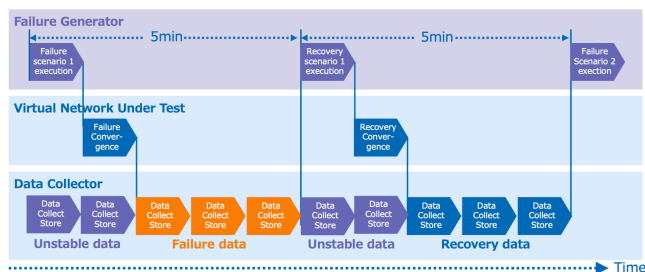 Failure Generator
5min
5min
Failure
scenario 1
execution
Recovery
scenario 1
execution
Failure
Scenario 2
exection
Virtual Network Under Test
Failure
Conver-
gence
Recovery
Conver-
gence
Data Collector
Data
Collect
Store
Data
Collect
Store
Data
Collect
Store
Data
Collect
Store
Data
Collect
Store
Data
Collect
Store
Data
Collect
Store
Data
Collect
Store
Data
Collect
Store
Data
Collect
Store
Unstable data
Failure data
Unstable data
Recovery data
Time